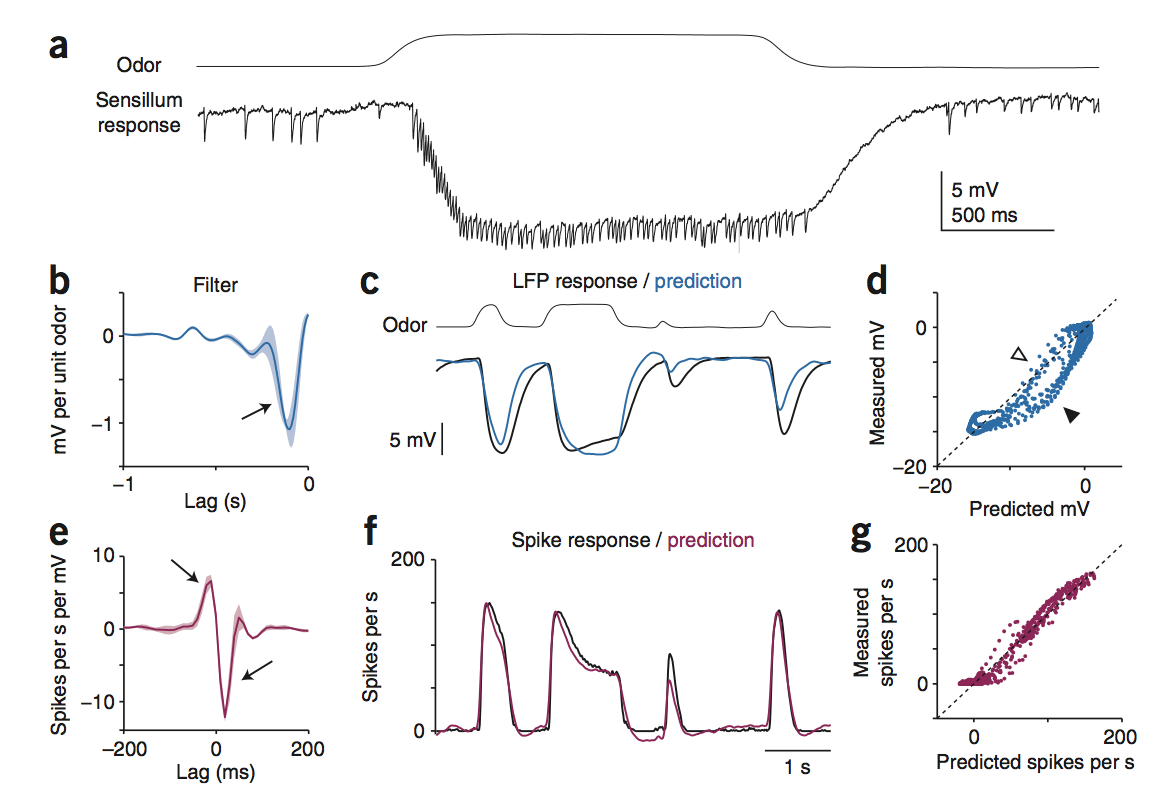 a
Odor
Sensillum
response
5 mV
500 ms
b
Filter
mV per unit odor
0
−1
−1
0
Lag (s)
c
LFP response / prediction
Odor
5 mV
d
Measured mV
0
−20
−20
0
Predicted mV
e
Spikes per s per mV
10
0
−10
−200
0
200
Lag (ms)
f
Spike response / prediction
Spikes per s
200
0
1 s
g
Measured
spikes per s
200
0
0
200
Predicted spikes per s